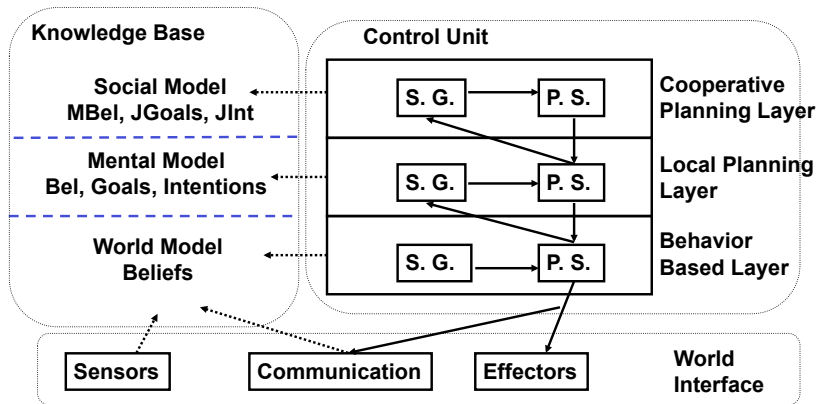 Knowledge Base
Control Unit
Social Model
MBel, JGoals, JInt
S. G.
P. S.
Cooperative
Planning Layer
Mental Model
Bel, Goals, Intentions
S. G.
P. S.
Local Planning
Layer
World Model
Beliefs
S. G.
P. S.
Behavior
Based Layer
Sensors
Communication
Effectors
World
Interface